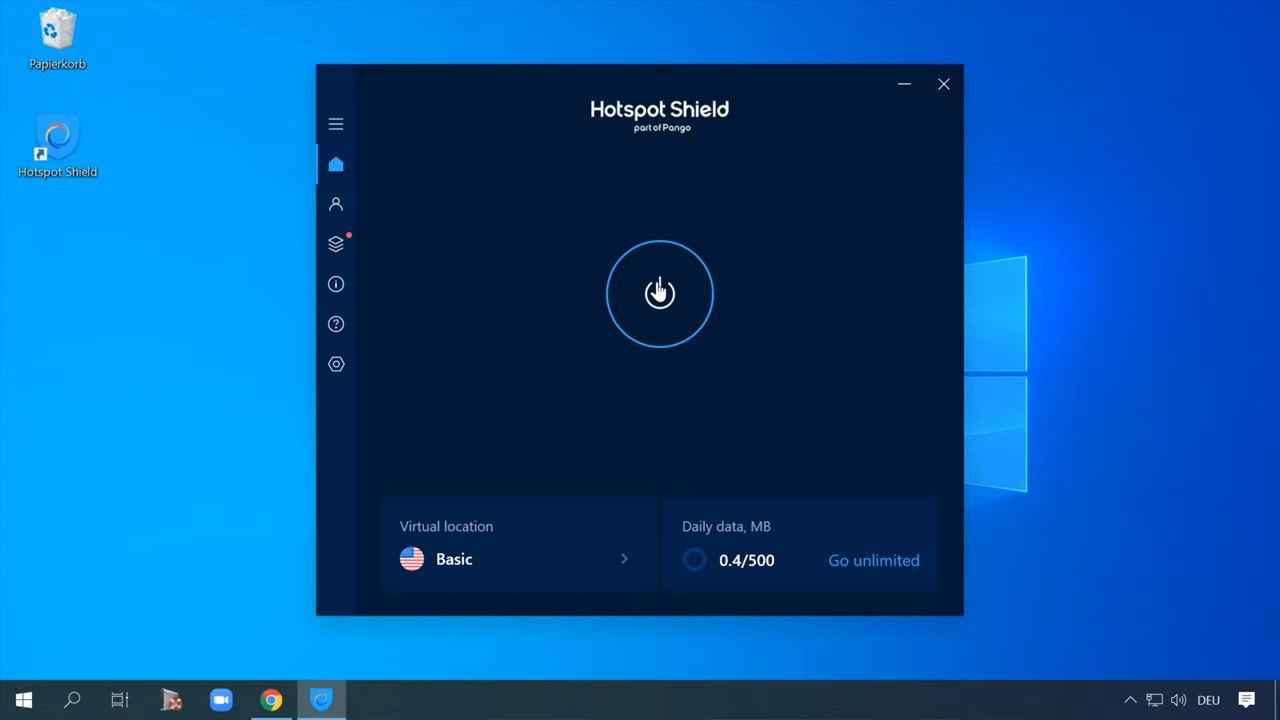 Papierkorb
Hotspot Shield
Hotspot Shield
part of Pango
Virtual location
Basic
Daily data, MB
0.4/500
Go unlimited
DEU